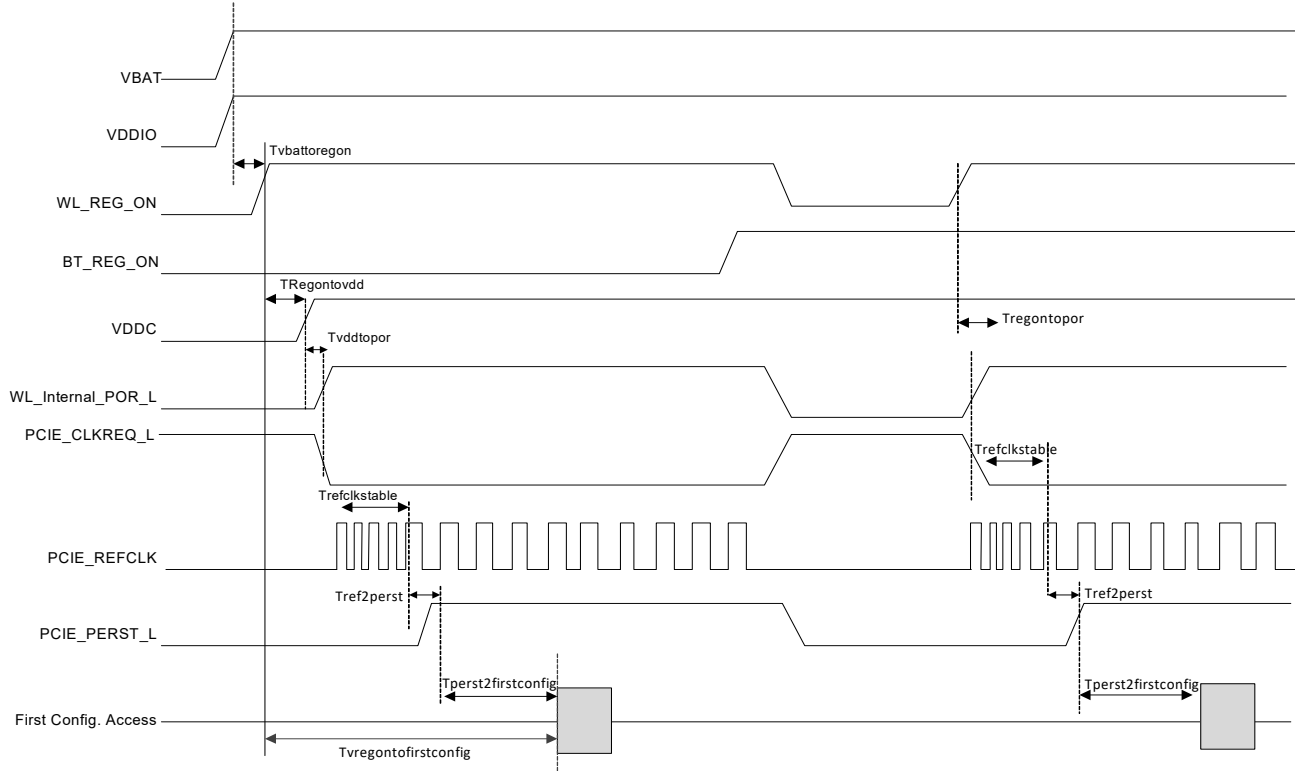 VBAT
VDDIO
Tvbattoregon
WL_REG_ON
BT_REG_ON
TRegontovdd
VDDC
Tregontopor
Tvddtopor
WL_Internal_POR_L
PCIE_CLKREQ_L
Trefclkstable
Trefclkstable
PCIE_REFCLK
Tref2perst
Tref2perst
PCIE_PERST_L
Tperst2firstconfig
Tperst2firstconfig
First Config. Access
Tvregontofirstconfig